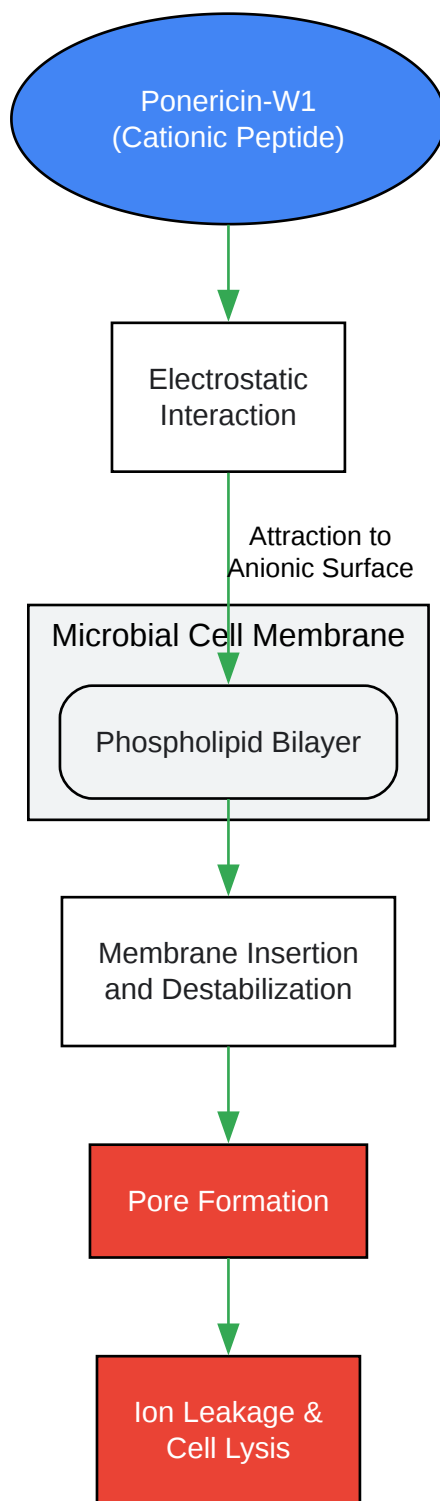 Ponericin-W1
(Cationic Peptide)
Electrostatic
Interaction
Attraction to
Anionic Surface
Microbial Cell Membrane
Phospholipid Bilayer
Membrane Insertion
and Destabilization
Pore Formation
Ion Leakage &
Cell Lysis